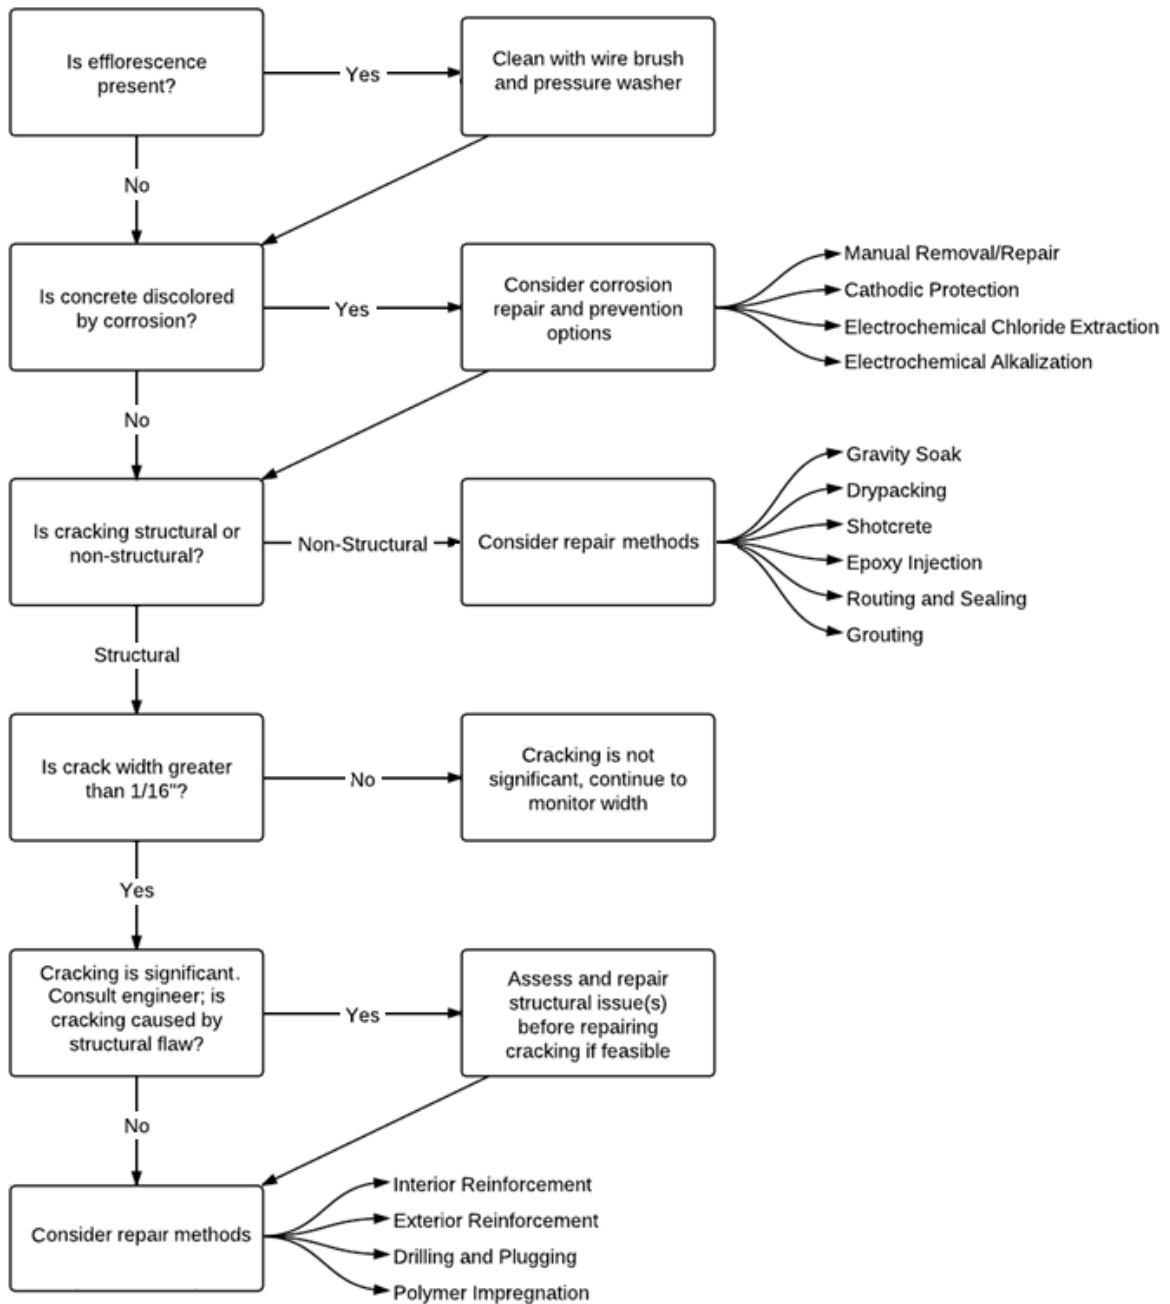 Is efflorescence
present?
Yes
Clean with wire brush
and pressure washer
No
Is concrete discolored
by corrosion?
Yes
Consider corrosion
repair and prevention
options
Manual Removal/Repair
Cathodic Protection
Electrochemical Chloride Extraction
Electrochemical Alkalization
No
Is cracking structural or
non-structural?
Non-Structural
Consider repair methods
Gravity Soak
Drypacking
Shotcrete
Epoxy Injection
Routing and Sealing
Grouting
Structural
Is crack width greater
than 1/16"?
No
Cracking is not
significant, continue to
monitor width
Yes
Cracking is significant.
Consult engineer; is
cracking caused by
structural flaw?
Yes
Assess and repair
structural issue(s)
before repairing
cracking if feasible
No
Consider repair methods
Interior Reinforcement
Exterior Reinforcement
Drilling and Plugging
Polymer Impregnation